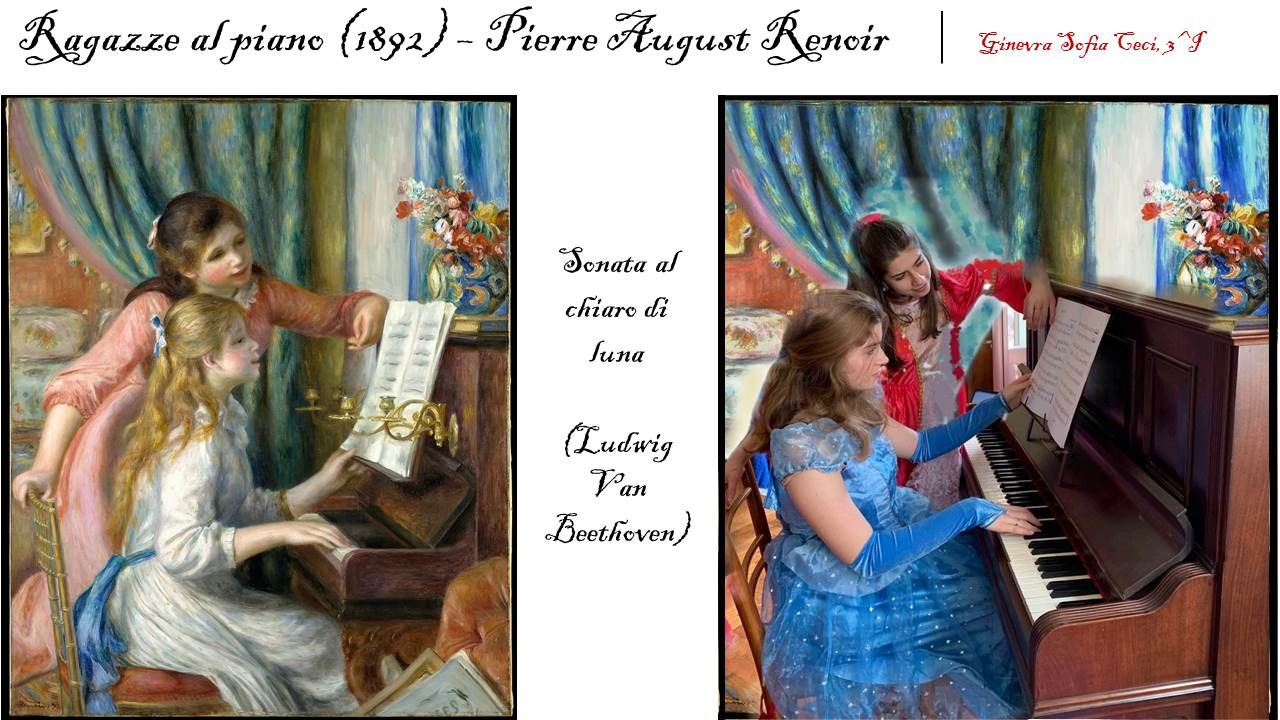 Ragazze al piano (1892) – Pierre August Renoir
Ginevra Sofia Ceci, 3^I
Sonata al
chiaro di
luna
(Ludwig
Van
Beethoven)